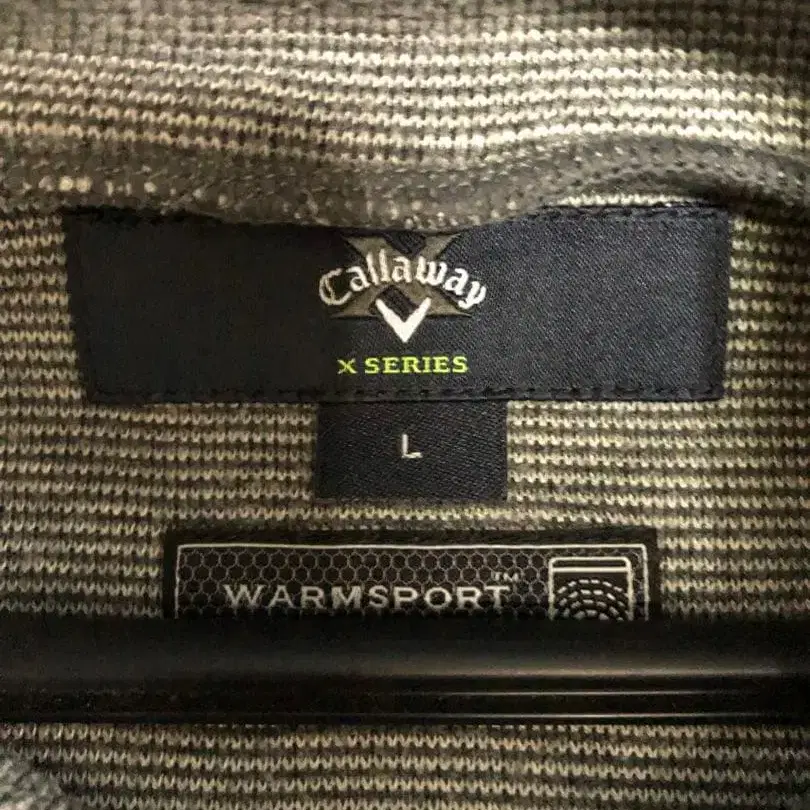 Callaway
X SERIES
L
WARMSPORT™